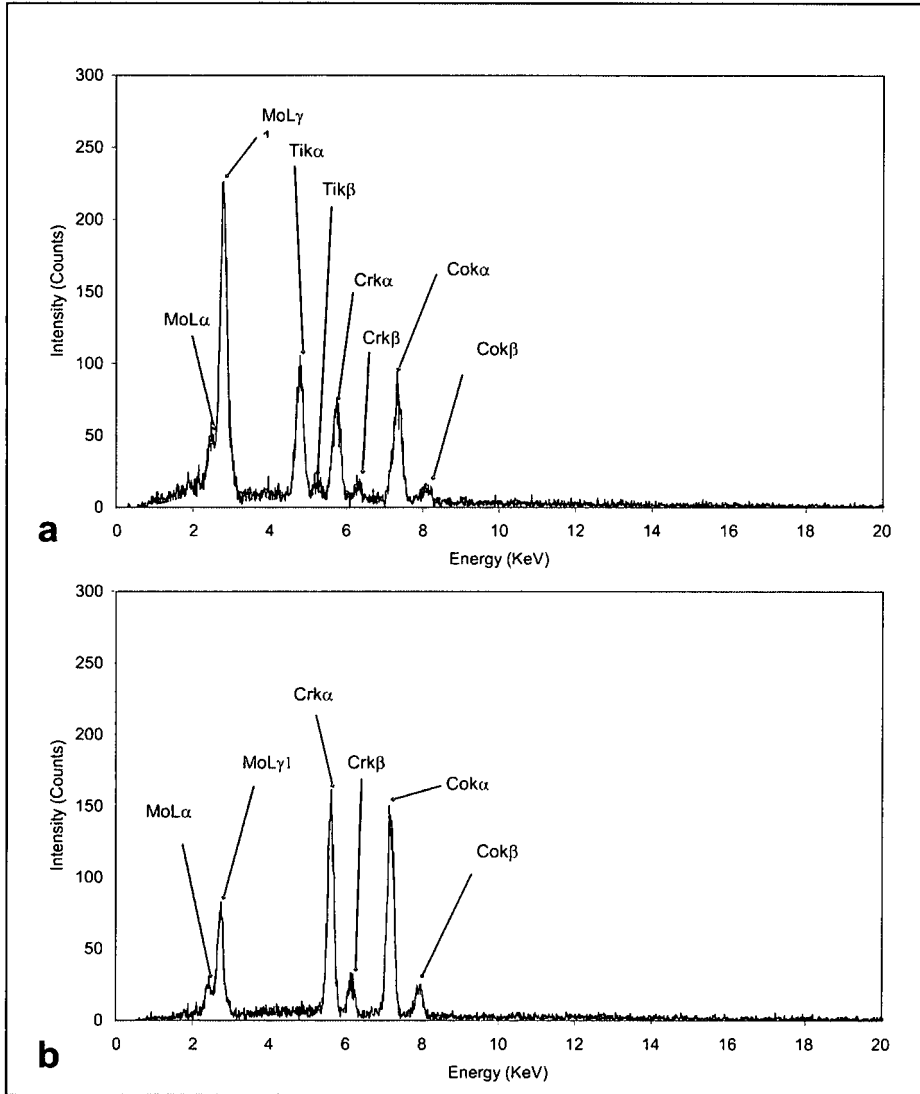 300
250
200
150
100
50
0
Intensity (Counts)
MoLγ
Tikα
Tikβ
Crkα
Cokα
MoLα
Crkβ
Cokβ
0 2 4 6 8 10 12 14 16 18 20
Energy (KeV)
a
300
250
200
150
100
50
0
Intensity (Counts)
Crkα
MoLγ1
Crkβ
Cokα
MoLα
Cokβ
0 2 4 6 8 10 12 14 16 18 20
Energy (KeV)
b